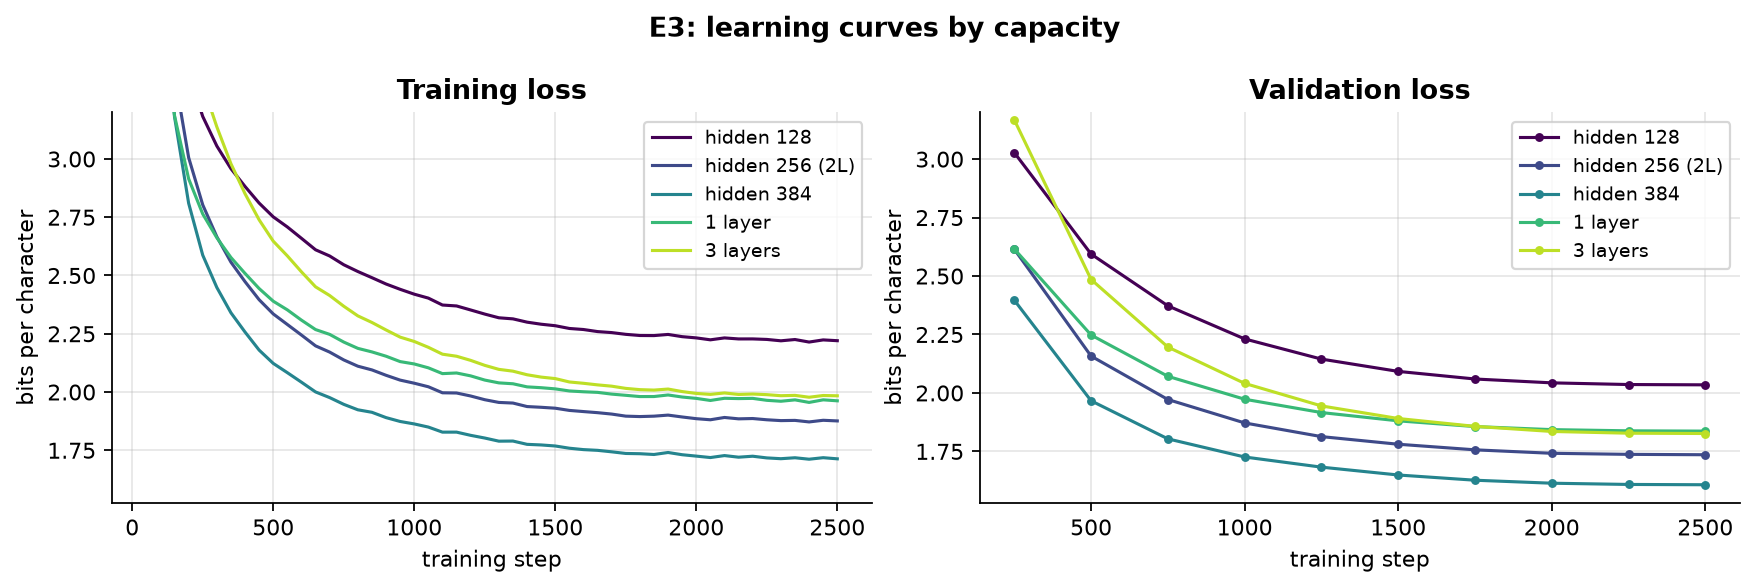 E3: learning curves by capacity
Training loss
bits per character
3.00
2.75
2.50
2.25
2.00
1.75
0
500
1000
1500
2000
2500
training step
hidden 128
hidden 256 (2L)
hidden 384
1 layer
3 layers
Validation loss
bits per character
3.00
2.75
2.50
2.25
2.00
1.75
500
1000
1500
2000
2500
training step
hidden 128
hidden 256 (2L)
hidden 384
1 layer
3 layers